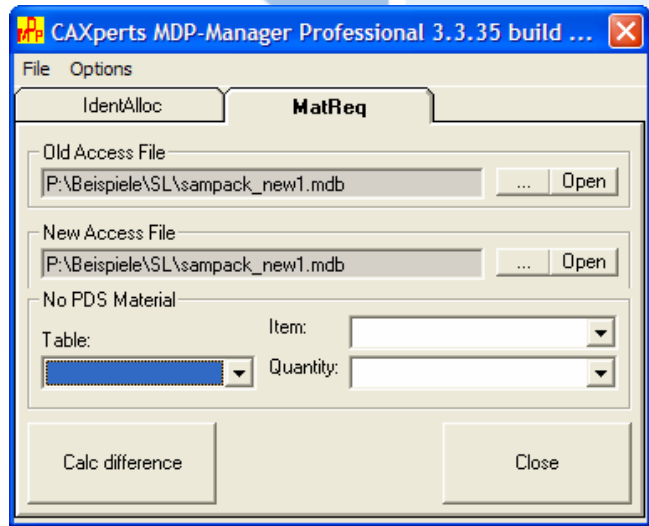 CAXperts MDP-Manager Professional 3.3.35 build ...
File Options
IdentAlloc MatReq
Old Access File
P:\Beispiele\SL\sampack_new1.mdb ... Open
New Access File
P:\Beispiele\SL\sampack_new1.mdb ... Open
No PDS Material
Table: Item:
Quantity:
Calc difference Close